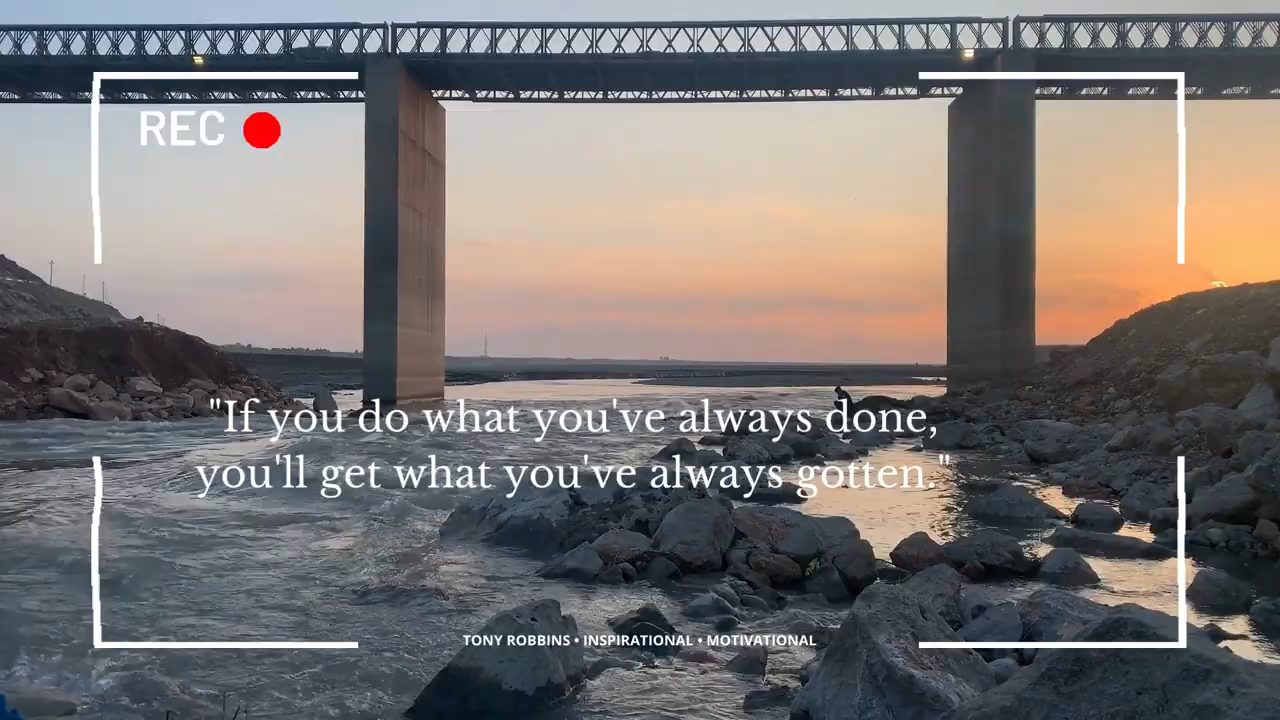 REC
"If you do what you've always done,
you'll get what you've always gotten."
TONY ROBBINS • INSPIRATIONAL • MOTIVATIONAL